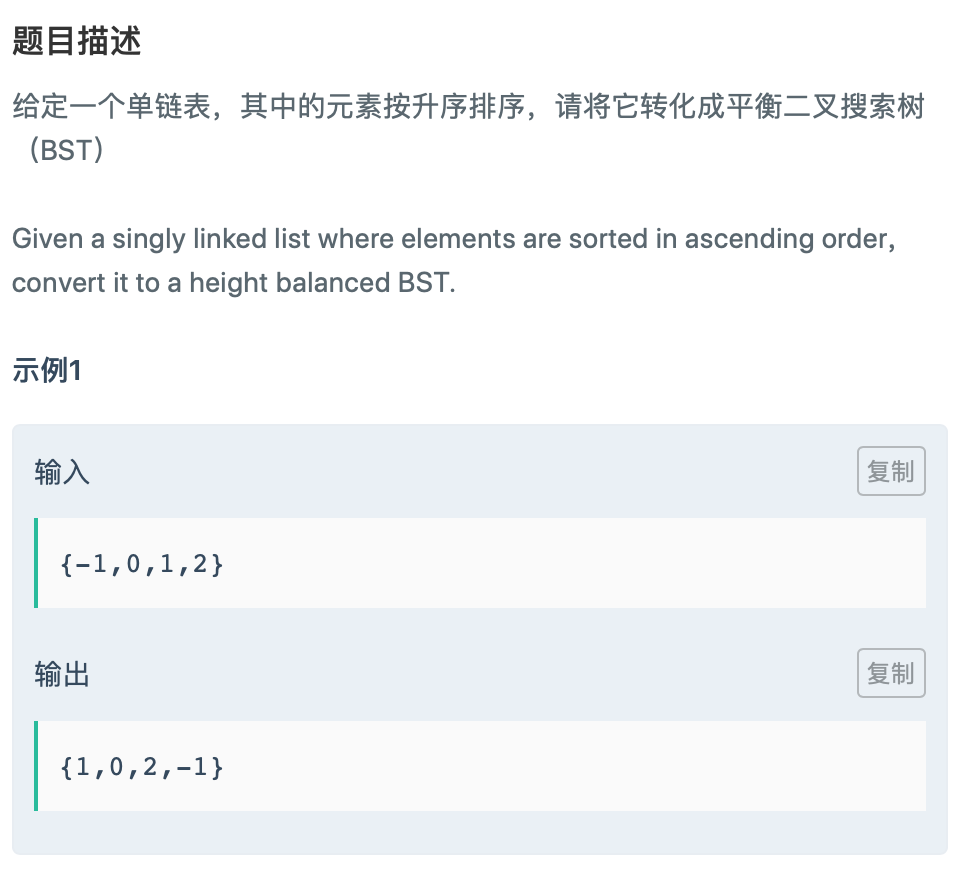 题目描述
给定一个单链表，其中的元素按升序排序，请将它转化成平衡二叉搜索树
（BST）
Given a singly linked list where elements are sorted in ascending order,
convert it to a height balanced BST.
示例1
输入
复制
{-1,0,1,2}
输出
复制
{1,0,2,-1}